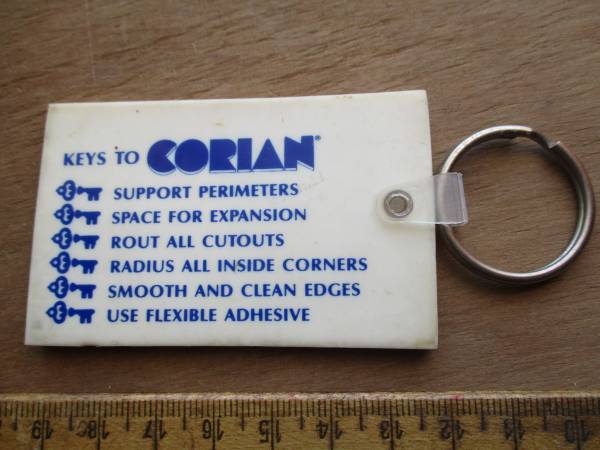 KEYS TO CORIAN®
SUPPORT PERIMETERS
SPACE FOR EXPANSION
ROUT ALL CUTOUTS
RADIUS ALL INSIDE CORNERS
SMOOTH AND CLEAN EDGES
USE FLEXIBLE ADHESIVE
19 18 17 16 15 14 13 12 11 10